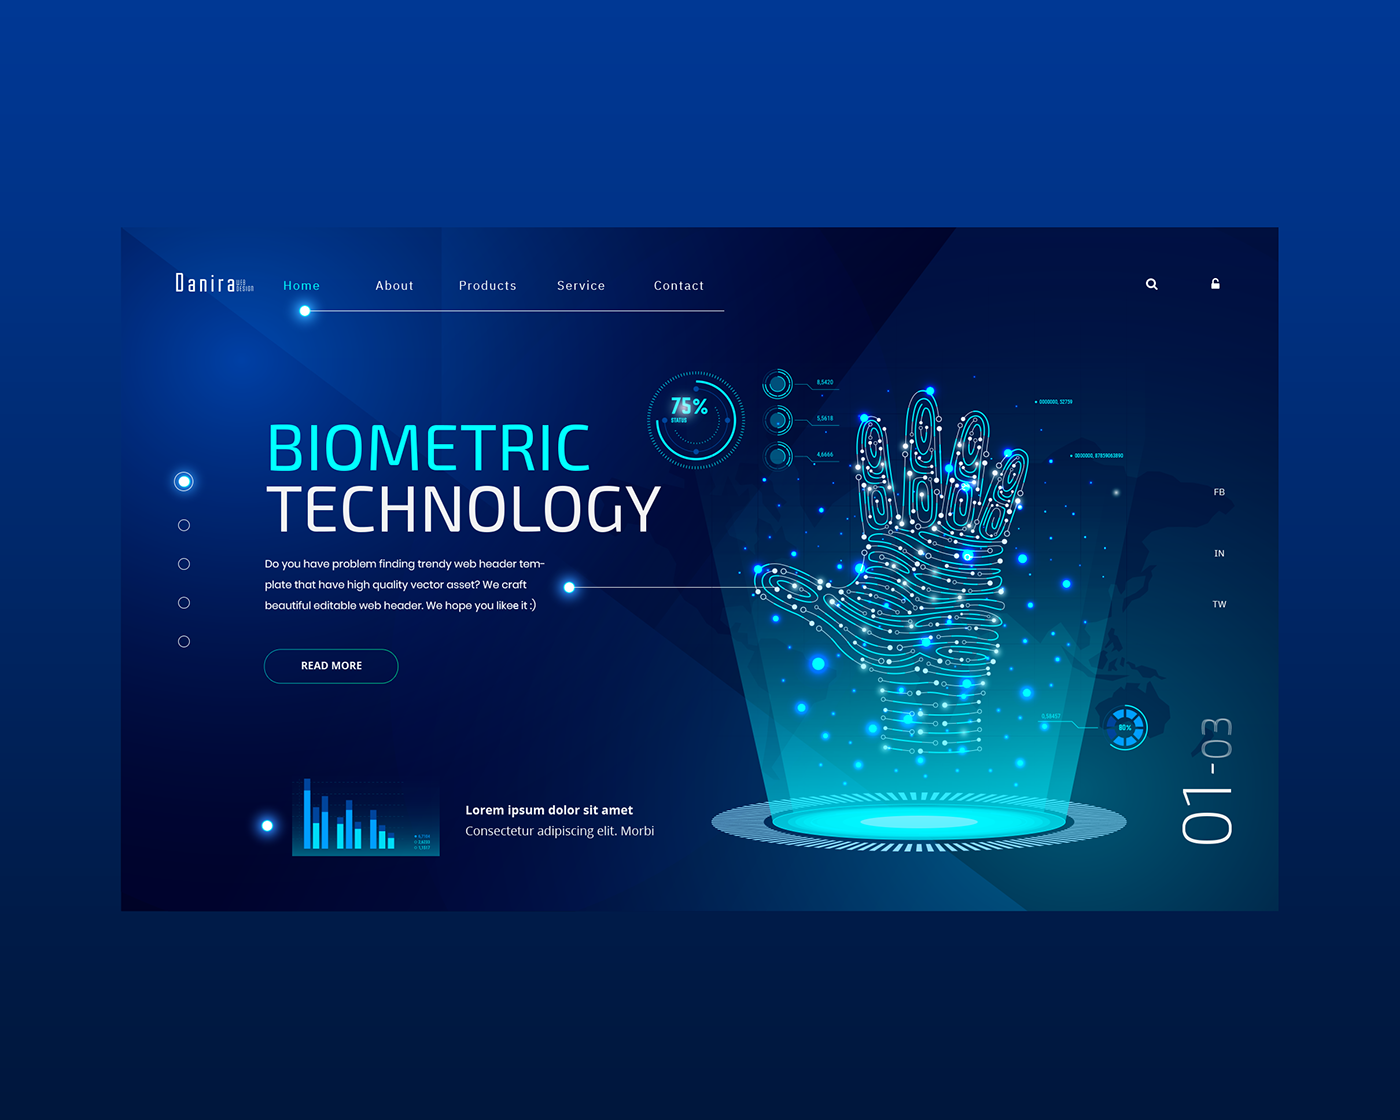 Danira WEB DESIGN
Home About Products Service Contact
75%
STATUS
8,5420
5,5618
4,6666
0000000, 52759
0000000, 87859063890
BIOMETRIC
TECHNOLOGY
Do you have problem finding trendy web header tem-
plate that have high quality vector asset? We craft
beautiful editable web header. We hope you likee it :)
READ MORE
FB
IN
TW
0,58457
80%
01-03
Lorem ipsum dolor sit amet
Consectetur adipiscing elit. Morbi